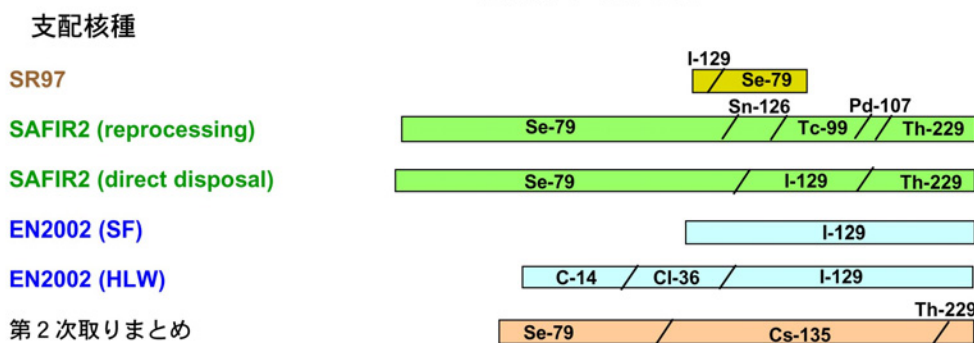 支配核種
I-129
SR97 Se-79
Sn-126 Pd-107
SAFIR2 (reprocessing) Se-79 Tc-99 Th-229
SAFIR2 (direct disposal) Se-79 I-129 Th-229
EN2002 (SF) I-129
EN2002 (HLW) C-14 Cl-36 I-129
Th-229
第2次取りまとめ Se-79 Cs-135